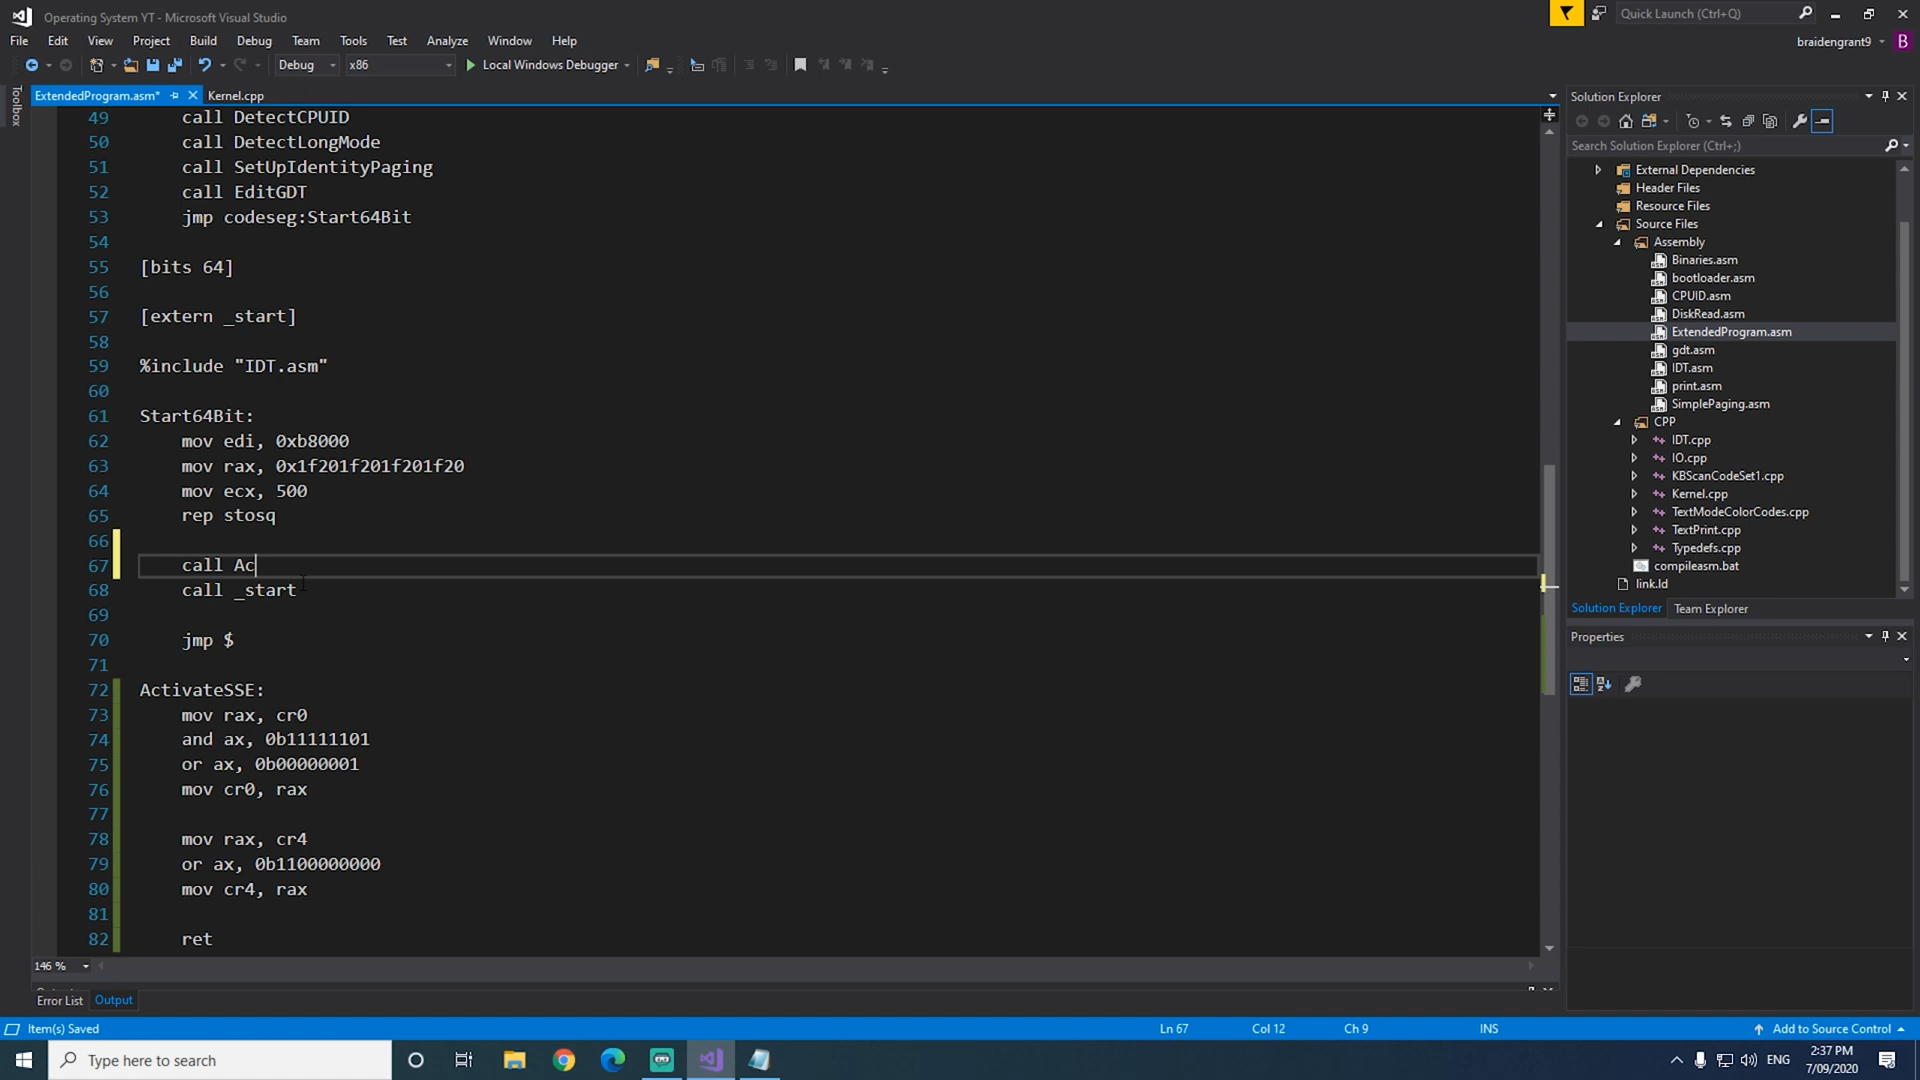 Operating System YT - Microsoft Visual Studio
Quick Launch (Ctrl+Q)
File Edit View Project Build Debug Team Tools Test Analyze Window Help
braidengrant9 B
Debug x86 Local Windows Debugger
Toolbox
ExtendedProgram.asm* Kernel.cpp
49 call DetectCPUID
50 call DetectLongMode
51 call SetUpIdentityPaging
52 call EditGDT
53 jmp codeseg:Start64Bit
54
55 [bits 64]
56
57 [extern _start]
58
59 %include "IDT.asm"
60
61 Start64Bit:
62 mov edi, 0xb8000
63 mov rax, 0x1f201f201f201f20
64 mov ecx, 500
65 rep stosq
66
67 call Ac
68 call _start
69
70 jmp $
71
72 ActivateSSE:
73 mov rax, cr0
74 and ax, 0b11111101
75 or ax, 0b00000001
76 mov cr0, rax
77
78 mov rax, cr4
79 or ax, 0b1100000000
80 mov cr4, rax
81
82 ret
146 %
Error List Output
Solution Explorer
Search Solution Explorer (Ctrl+;)
External Dependencies
Header Files
Resource Files
Source Files
Assembly
Binaries.asm
bootloader.asm
CPUID.asm
DiskRead.asm
ExtendedProgram.asm
gdt.asm
IDT.asm
print.asm
SimplePaging.asm
CPP
IDT.cpp
IO.cpp
KBScanCodeSet1.cpp
Kernel.cpp
TextModeColorCodes.cpp
TextPrint.cpp
Typedefs.cpp
compileasm.bat
link.ld
Solution Explorer Team Explorer
Properties
Item(s) Saved Ln 67 Col 12 Ch 9 INS Add to Source Control
Type here to search
ENG
2:37 PM
7/09/2020